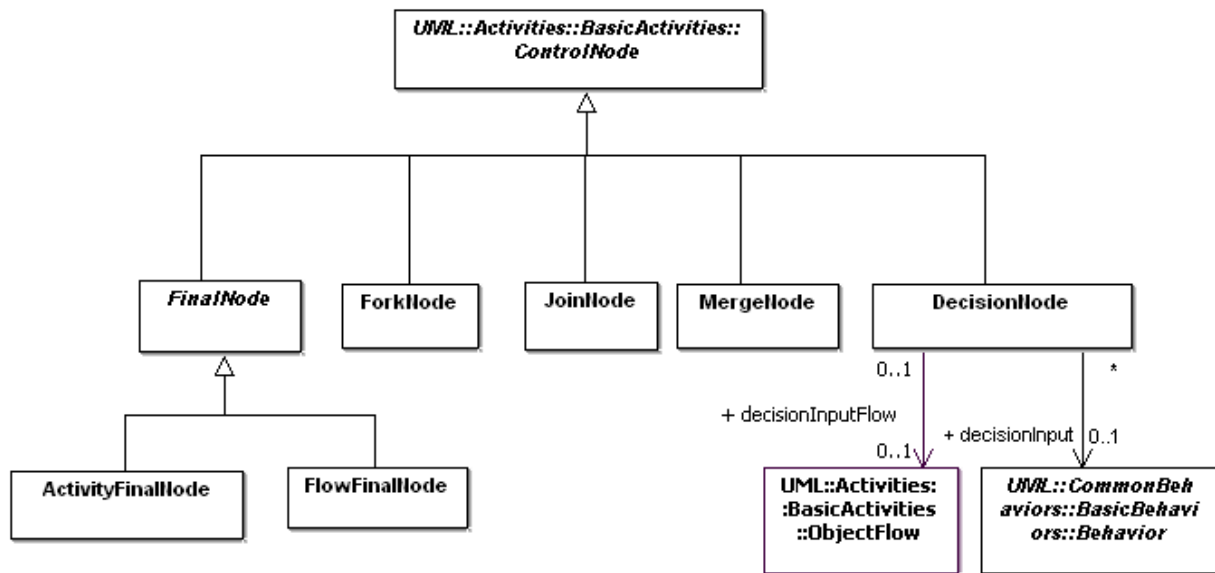 UML::Activities::BasicActivities::
ControlNode
FinalNode
ForkNode
JoinNode
MergeNode
DecisionNode
0..1
*
+ decisionInputFlow
+ decisionInput
0..1
0..1
ActivityFinalNode
FlowFinalNode
UML::Activities:
:BasicActivities
::ObjectFlow
UML::CommonBeh
aviors::BasicBehavi
ors::Behavior